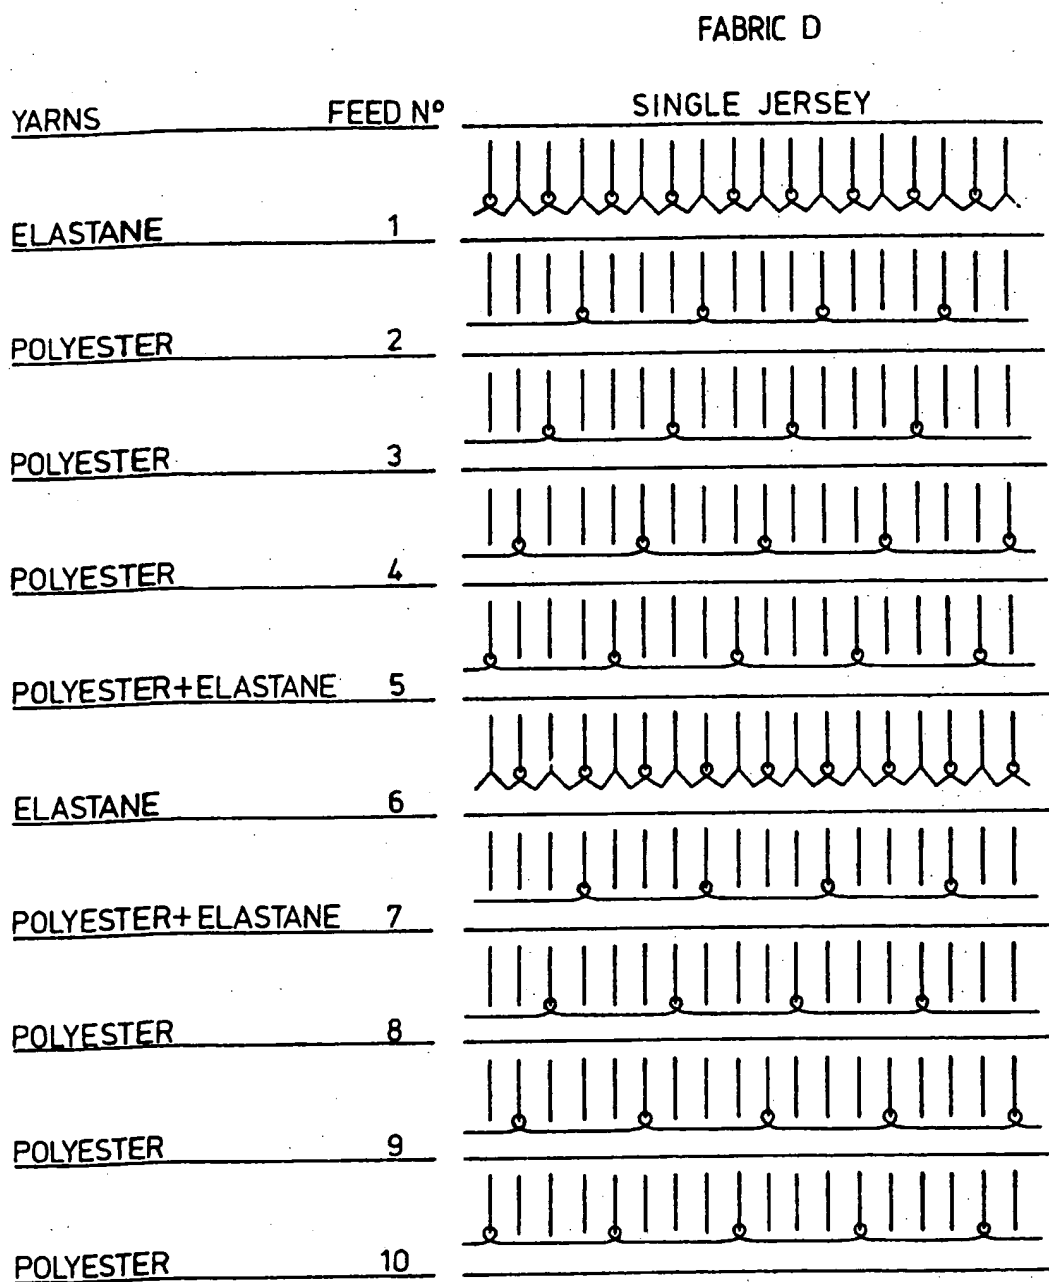 FABRIC D
YARNS FEED Nº SINGLE JERSEY
ELASTANE 1
POLYESTER 2
POLYESTER 3
POLYESTER 4
POLYESTER+ELASTANE 5
ELASTANE 6
POLYESTER+ELASTANE 7
POLYESTER 8
POLYESTER 9
POLYESTER 10